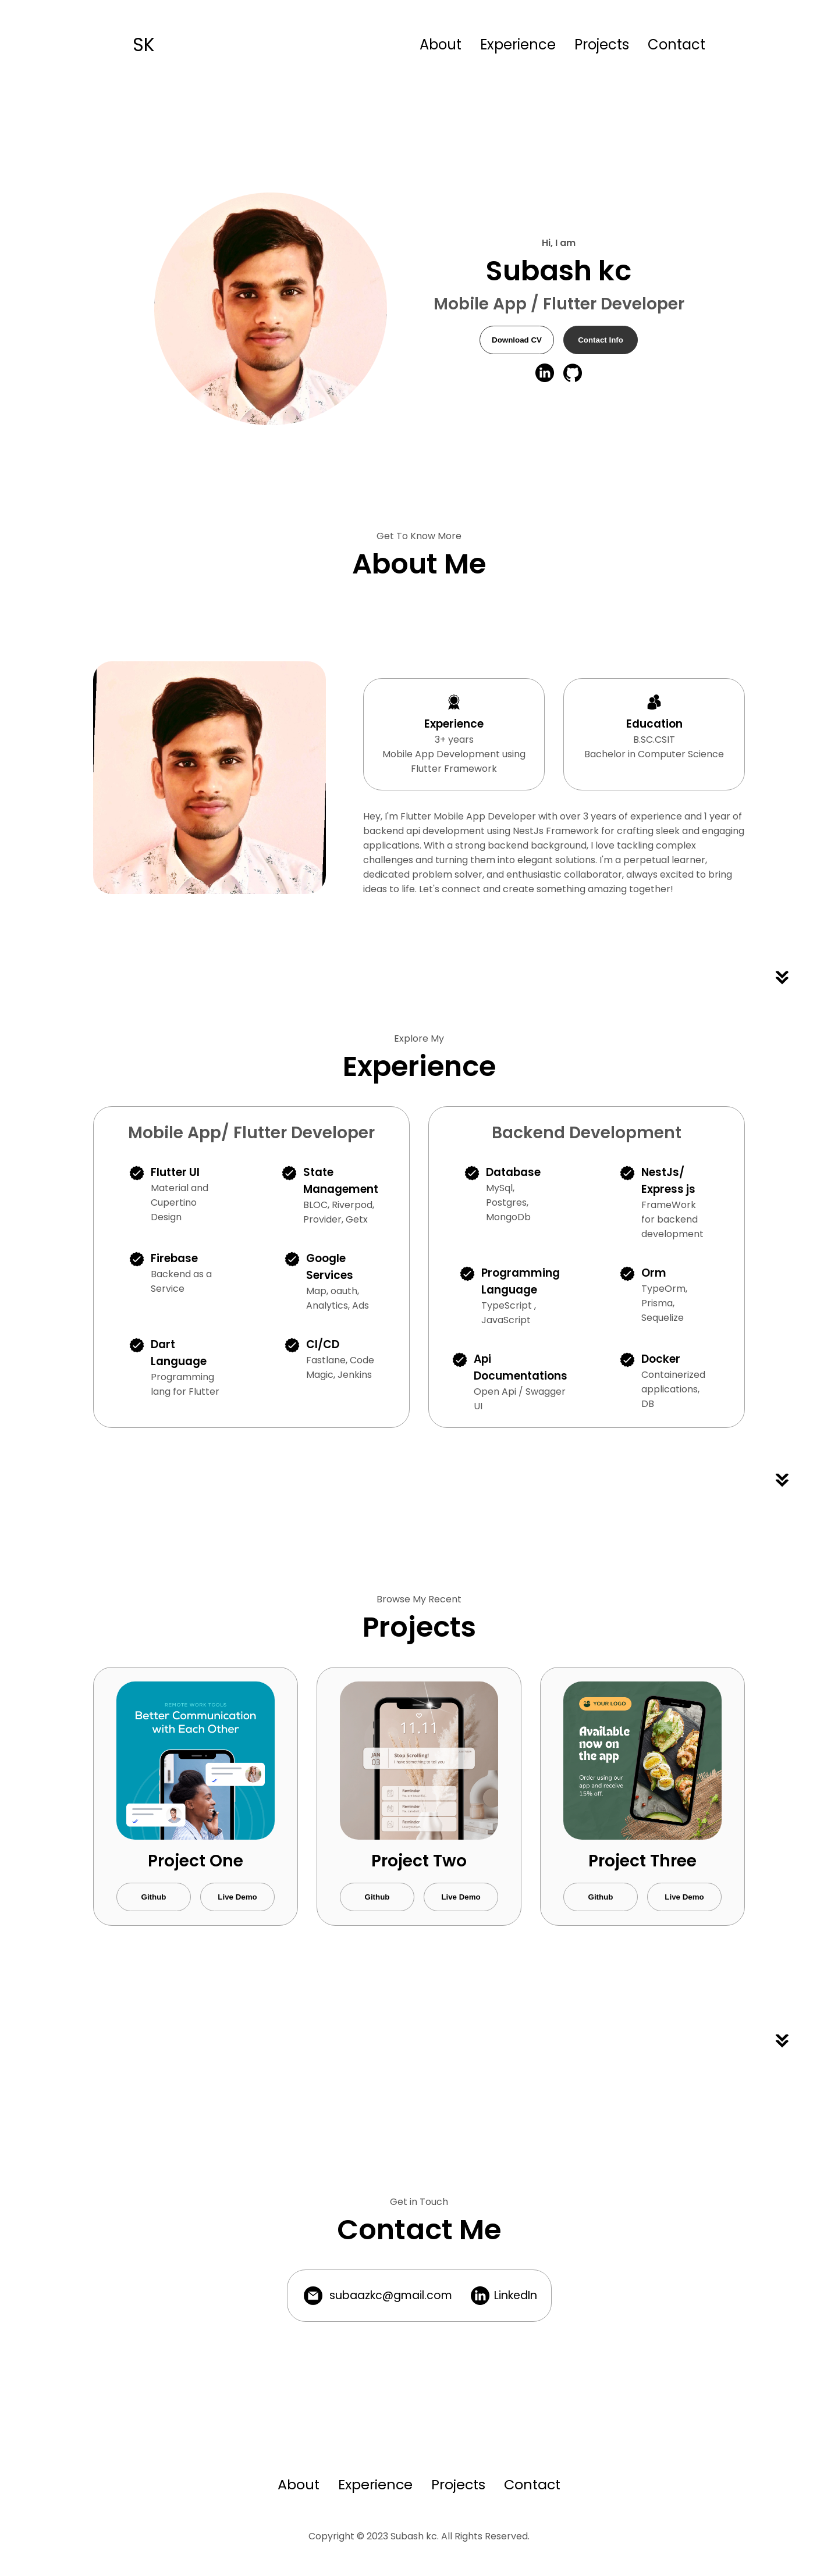 SK
About Experience Projects Contact
Hi, I am
Subash kc
Mobile App / Flutter Developer
Download CV
Contact Info
Get To Know More
About Me
Experience
3+ years
Mobile App Development using
Flutter Framework
Education
B.SC.CSIT
Bachelor in Computer Science
Hey, I'm Flutter Mobile App Developer with over 3 years of experience and 1 year of
backend api development using NestJs Framework for crafting sleek and engaging
applications. With a strong backend background, I love tackling complex
challenges and turning them into elegant solutions. I'm a perpetual learner,
dedicated problem solver, and enthusiastic collaborator, always excited to bring
ideas to life. Let's connect and create something amazing together!
Explore My
Experience
Mobile App/ Flutter Developer
Flutter UI
Material and
Cupertino
Design
State
Management
BLOC, Riverpod,
Provider, Getx
Firebase
Backend as a
Service
Google
Services
Map, oauth,
Analytics, Ads
Dart
Language
Programming
lang for Flutter
CI/CD
Fastlane, Code
Magic, Jenkins
Backend Development
Database
MySql,
Postgres,
MongoDb
NestJs/
Express js
FrameWork
for backend
development
Programming
Language
TypeScript ,
JavaScript
Orm
TypeOrm,
Prisma,
Sequelize
Api
Documentations
Open Api / Swagger
UI
Docker
Containerized
applications,
DB
Browse My Recent
Projects
REMOTE WORK TOOLS
Better Communication
with Each Other
Project One
Github
Live Demo
11.11
JAN
03
Stop Scrolling!
I have something to tell you
Reminder
Reminder
Reminder
Project Two
Github
Live Demo
YOUR LOGO
Available
now on
the app
Order using our
app and receive
15% off.
Project Three
Github
Live Demo
Get in Touch
Contact Me
subaazkc@gmail.com
LinkedIn
About Experience Projects Contact
Copyright © 2023 Subash kc. All Rights Reserved.